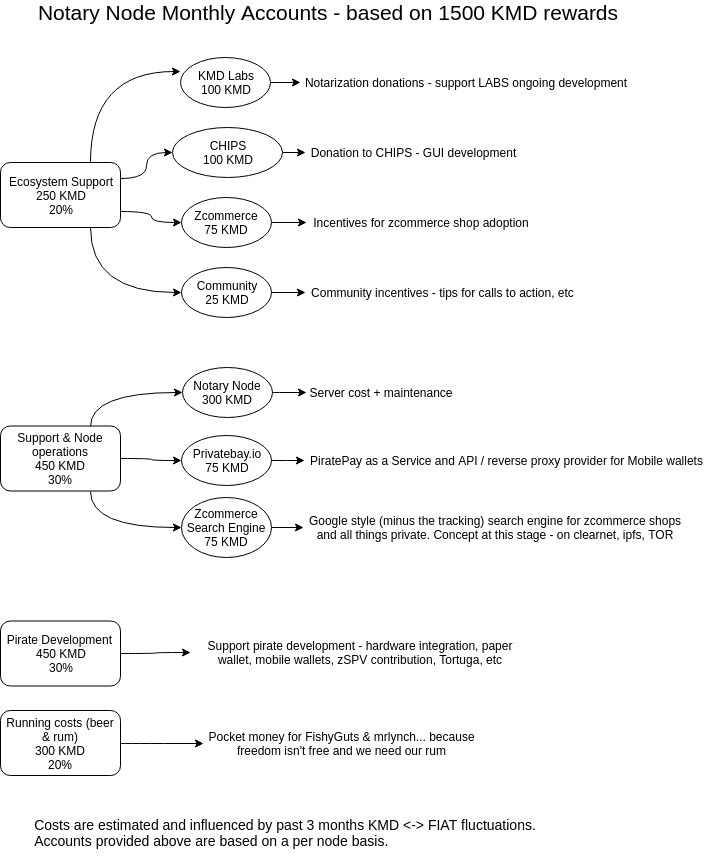 Notary Node Monthly Accounts - based on 1500 KMD rewards
KMD Labs
100 KMD
Notarization donations - support LABS ongoing development
CHIPS
100 KMD
Donation to CHIPS - GUI development
Ecosystem Support
250 KMD
20%
Zcommerce
75 KMD
Incentives for zcommerce shop adoption
Community
25 KMD
Community incentives - tips for calls to action, etc
Notary Node
300 KMD
Server cost + maintenance
Support & Node
operations
450 KMD
30%
Privatebay.io
75 KMD
PiratePay as a Service and API / reverse proxy provider for Mobile wallets
Zcommerce
Search Engine
75 KMD
Google style (minus the tracking) search engine for zcommerce shops
and all things private. Concept at this stage - on clearnet, ipfs, TOR
Pirate Development
450 KMD
30%
Support pirate development - hardware integration, paper
wallet, mobile wallets, zSPV contribution, Tortuga, etc
Running costs (beer
& rum)
300 KMD
20%
Pocket money for FishyGuts & mrlynch... because
freedom isn't free and we need our rum
Costs are estimated and influenced by past 3 months KMD <-> FIAT fluctuations.
Accounts provided above are based on a per node basis.